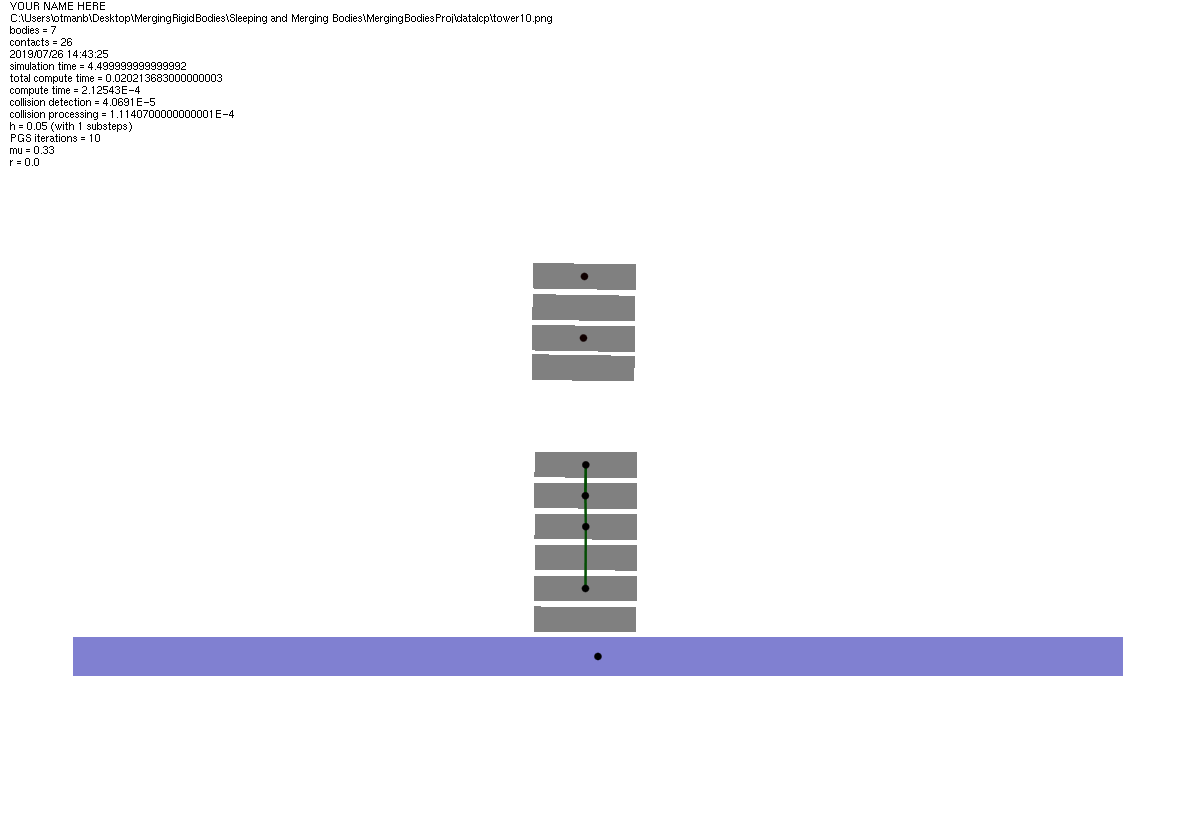 YOUR NAME HERE
C:\Users\otmanb\Desktop\MergingRigidBodies\Sleeping and Merging Bodies\MergingBodiesProj\datalcp\tower10.png
bodies = 7
contacts = 26
2019/07/26 14:43:25
simulation time = 4.499999999999992
total compute time = 0.020213683000000003
compute time = 2.12543E-4
collision detection = 4.0691E-5
collision processing = 1.1140700000000001E-4
h = 0.05 (with 1 substeps)
PGS iterations = 10
mu = 0.33
r = 0.0